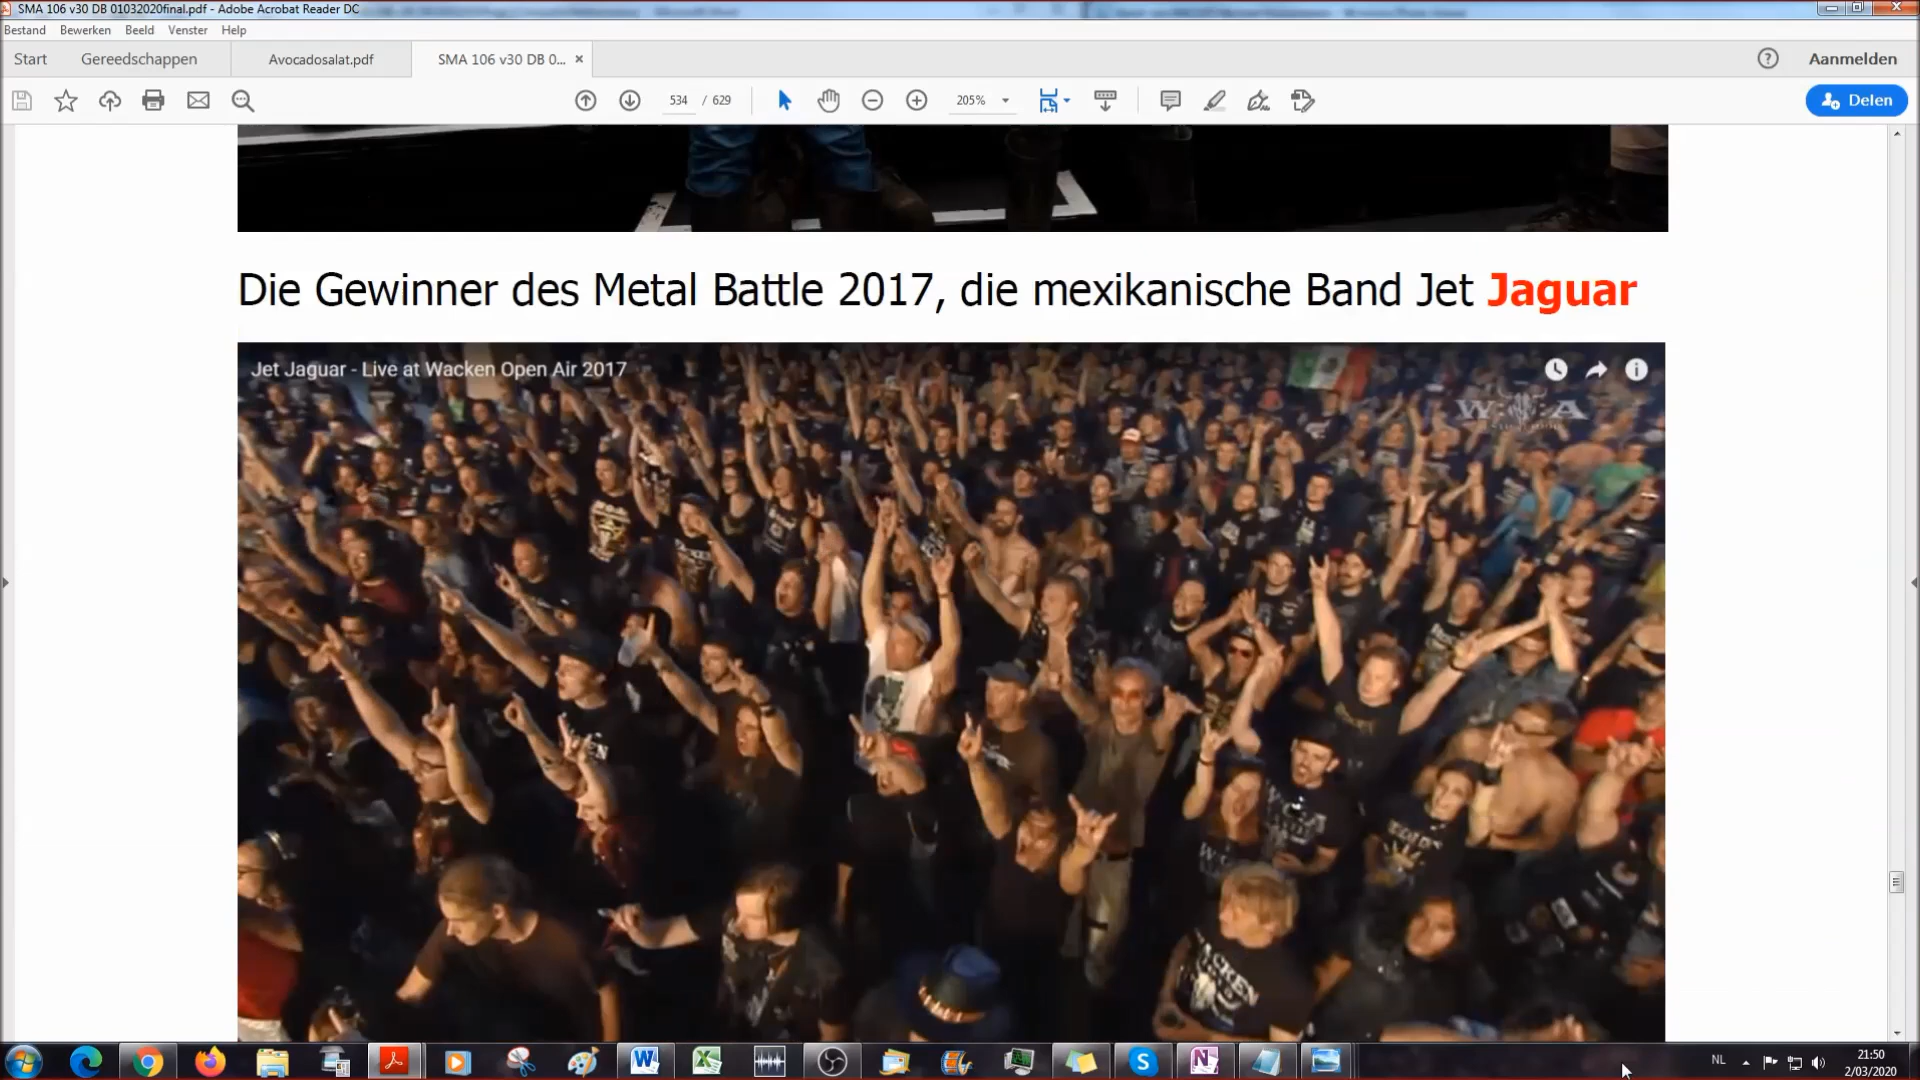 SMA 106 v30 DB 01032020final.pdf - Adobe Acrobat Reader DC
Bestand Bewerken Beeld Venster Help
Start Gereedschappen Avocadosalat.pdf SMA 106 v30 DB 0... × Aanmelden
534 / 629 205% Delen
Die Gewinner des Metal Battle 2017, die mexikanische Band Jet Jaguar
Jet Jaguar - Live at Wacken Open Air 2017
W:O:A
WACKEN
NL 21:50
2/03/2020